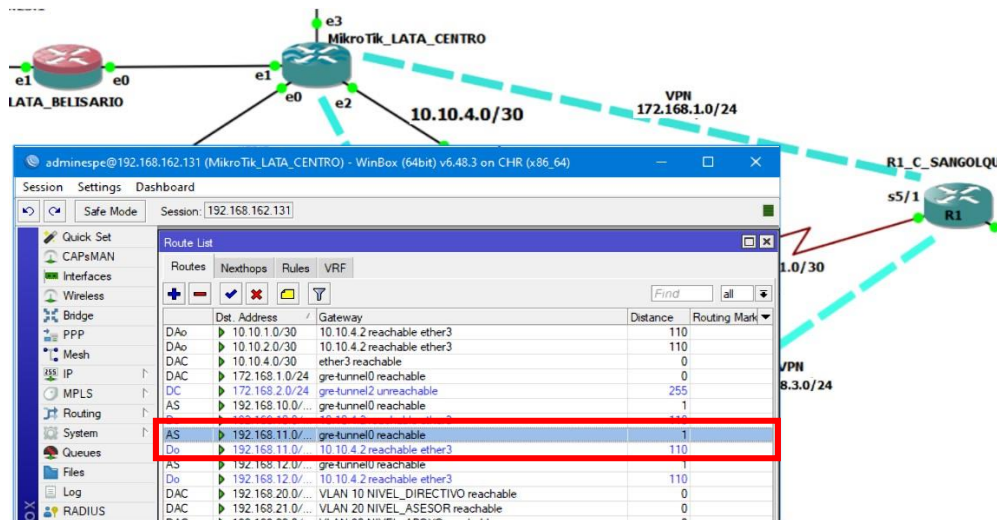 e3
MikroTik_LATA_CENTRO
e1
e0
e1
LATA_BELISARIO
e0
e2
10.10.4.0/30
VPN
172.168.1.0/24
adminespe@192.168.162.131 (MikroTik_LATA_CENTRO) - WinBox (64bit) v6.48.3 on CHR (x86_64)
R1_C_SANGOLQU
s5/1
R1
Session Settings Dashboard
Safe Mode
Session: 192.168.162.131
Quick Set
CAPsMAN
Interfaces
Wireless
Bridge
PPP
Mesh
IP
MPLS
Routing
System
Queues
Files
Log
RADIUS
Route List
Routes Nexthops Rules VRF
Find all
Dst. Address Gateway Distance Routing Mark
DAo 10.10.1.0/30 10.10.4.2 reachable ether3 110
DAo 10.10.2.0/30 10.10.4.2 reachable ether3 110
DAC 10.10.4.0/30 ether3 reachable 0
DAC 172.168.1.0/24 gre-tunnel0 reachable 0
DC 172.168.2.0/24 gre-tunnel2 unreachable 255
AS 192.168.10.0/... gre-tunnel0 reachable 1
AS 192.168.11.0/... gre-tunnel0 reachable 1
Do 192.168.11.0/... 10.10.4.2 reachable ether3 110
AS 192.168.12.0/... gre-tunnel0 reachable 1
Do 192.168.12.0/... 10.10.4.2 reachable ether3 110
DAC 192.168.20.0/... VLAN 10 NIVEL_DIRECTIVO reachable 0
DAC 192.168.21.0/... VLAN 20 NIVEL_ASESOR reachable 0
1.0/30
VPN
8.3.0/24